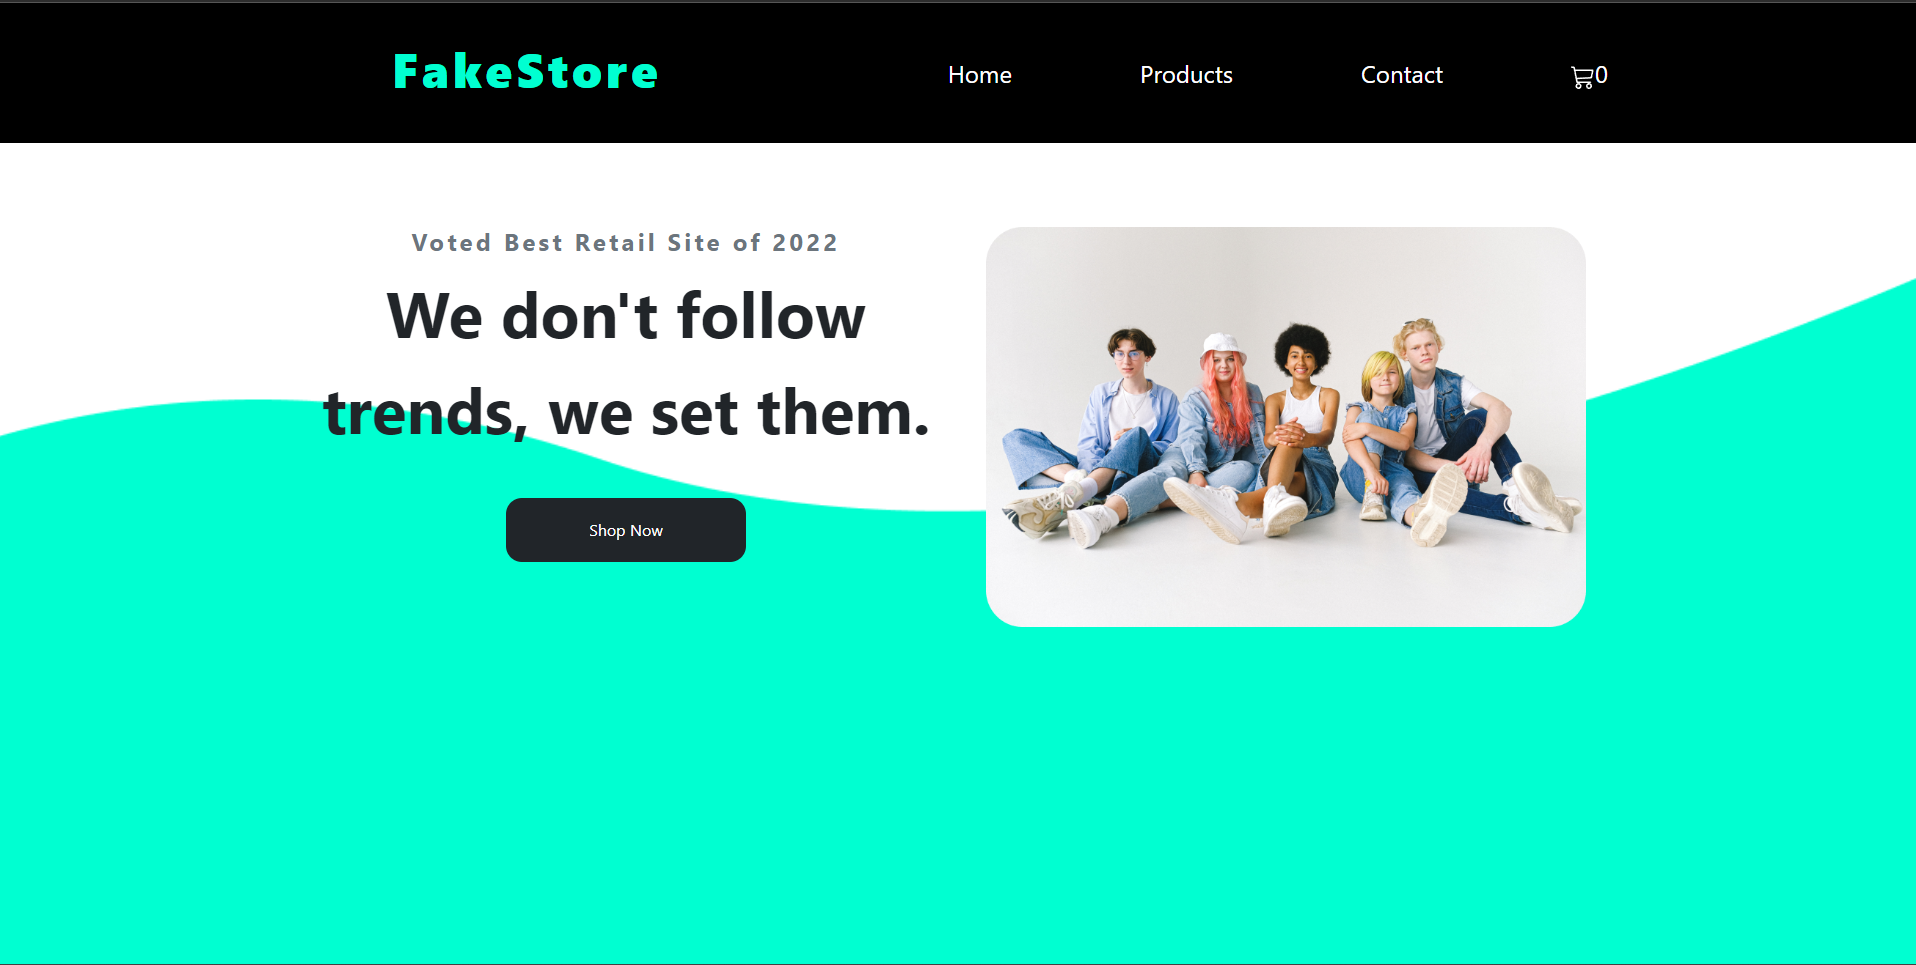 FakeStore
Home
Products
Contact
0
Voted Best Retail Site of 2022
We don't follow
trends, we set them.
Shop Now